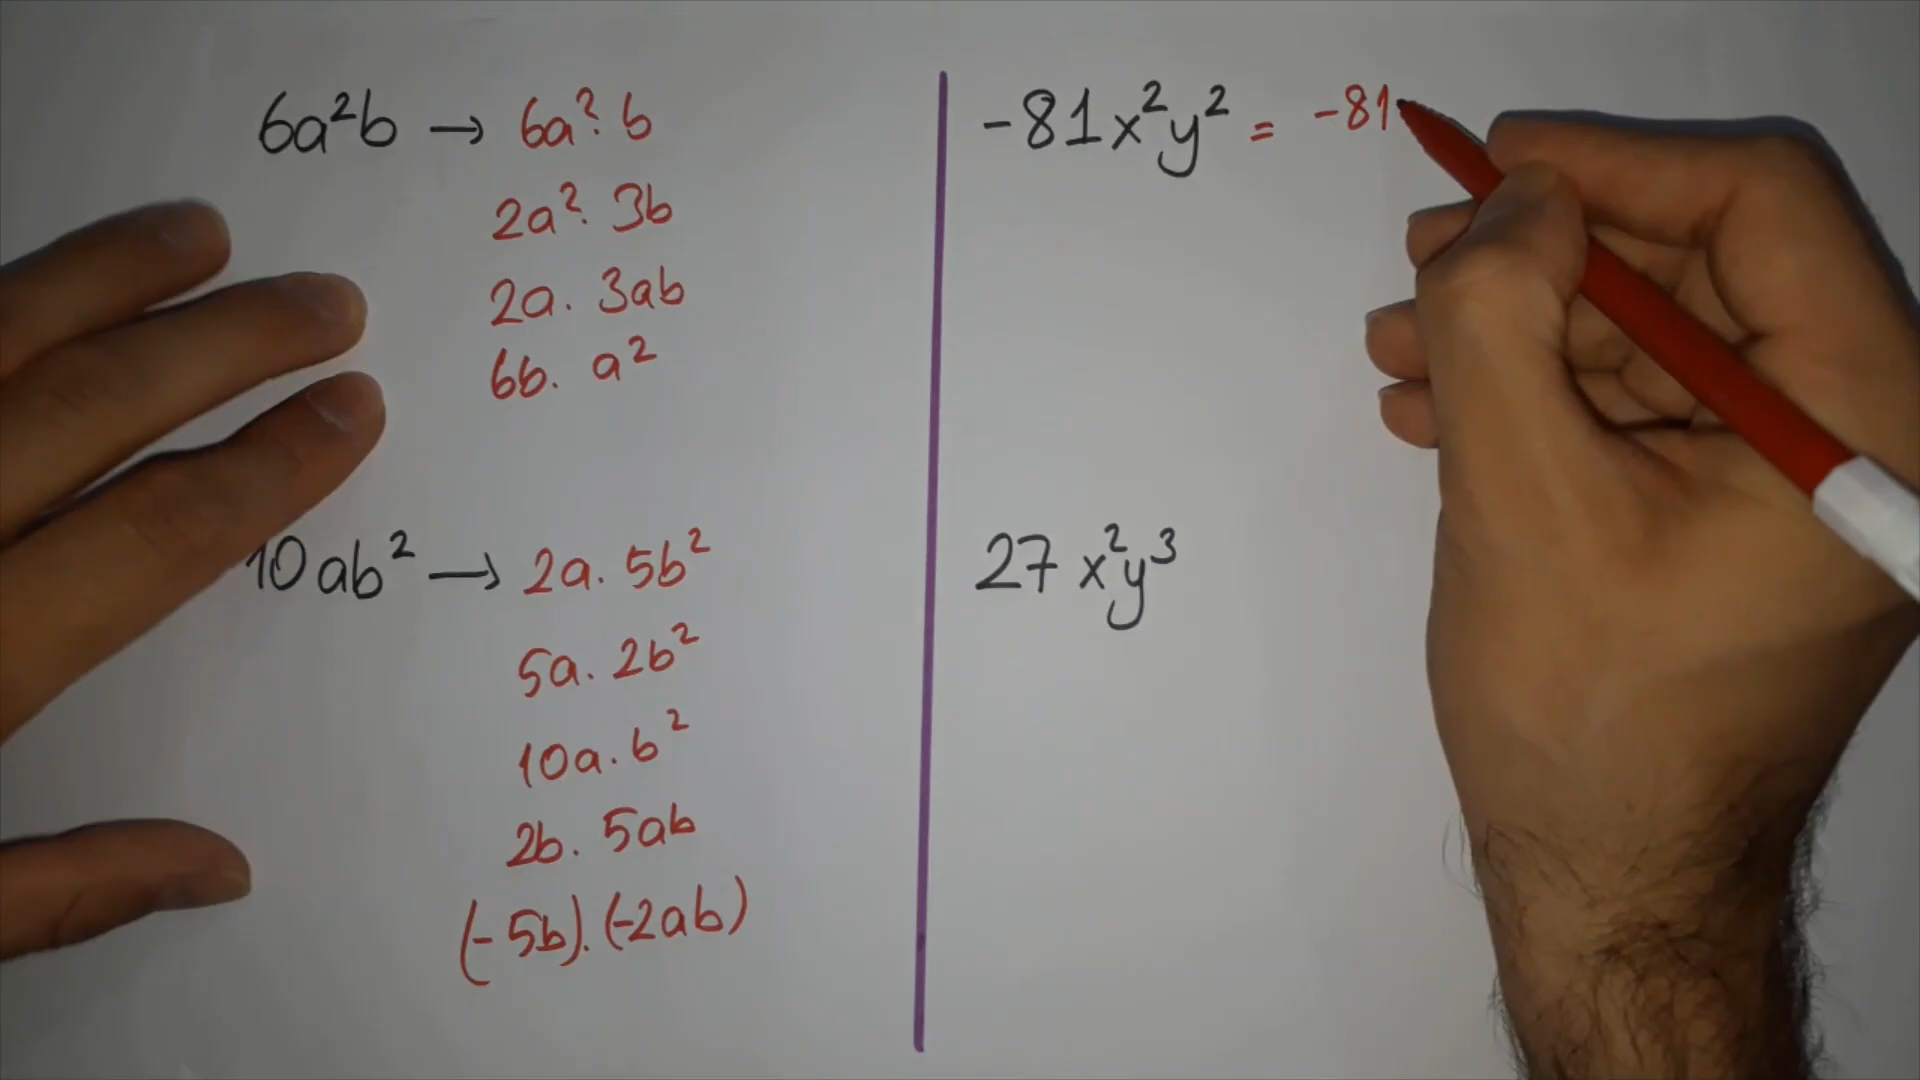 6a²b → 6a². b
2a². 3b
2a. 3ab
6b. a²
10ab² → 2a. 5b²
5a. 2b²
10a. b²
2b. 5ab
(-5b). (-2ab)
-81x²y² = -81
27x²y³